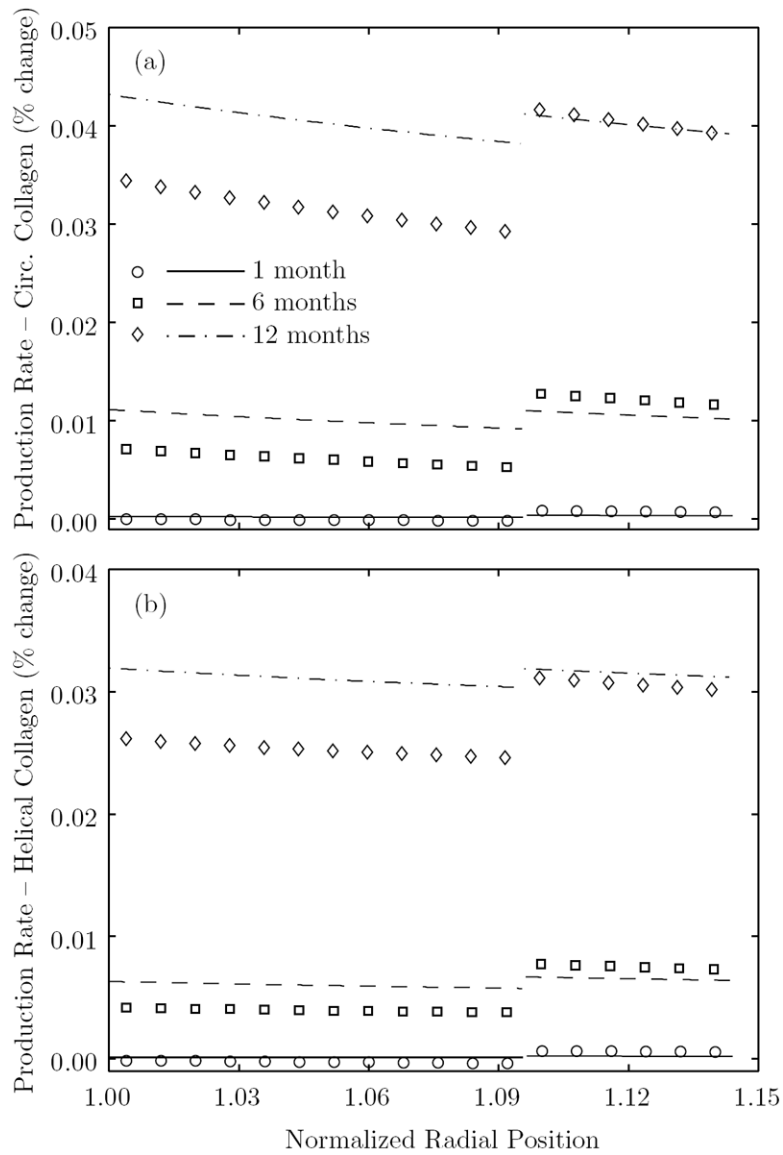 0.05
(a)
0.04
0.03
0.02
0.01
0.00
Production Rate – Circ. Collagen (% change)
1 month
6 months
12 months
0.04
(b)
0.03
0.02
0.01
0.00
Production Rate – Helical Collagen (% change)
1.00 1.03 1.06 1.09 1.12 1.15
Normalized Radial Position